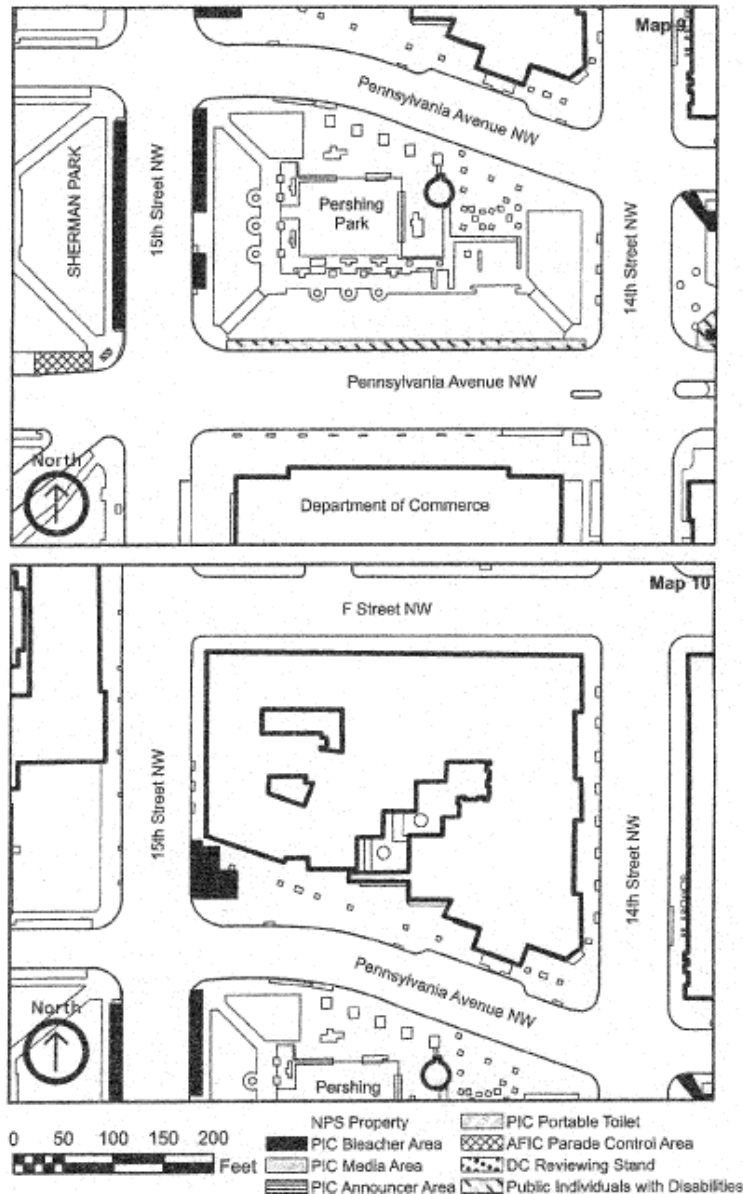 Map 9
Pennsylvania Avenue NW
SHERMAN PARK
15th Street NW
Pershing
Park
14th Street NW
Pennsylvania Avenue NW
North
Department of Commerce
Map 10
F Street NW
15th Street NW
14th Street NW
Pennsylvania Avenue NW
North
Pershing
0 50 100 150 200
Feet
NPS Property
PIC Bleacher Area
PIC Media Area
PIC Announcer Area
PIC Portable Toilet
AFIC Parade Control Area
DC Reviewing Stand
Public Individuals with Disabilities